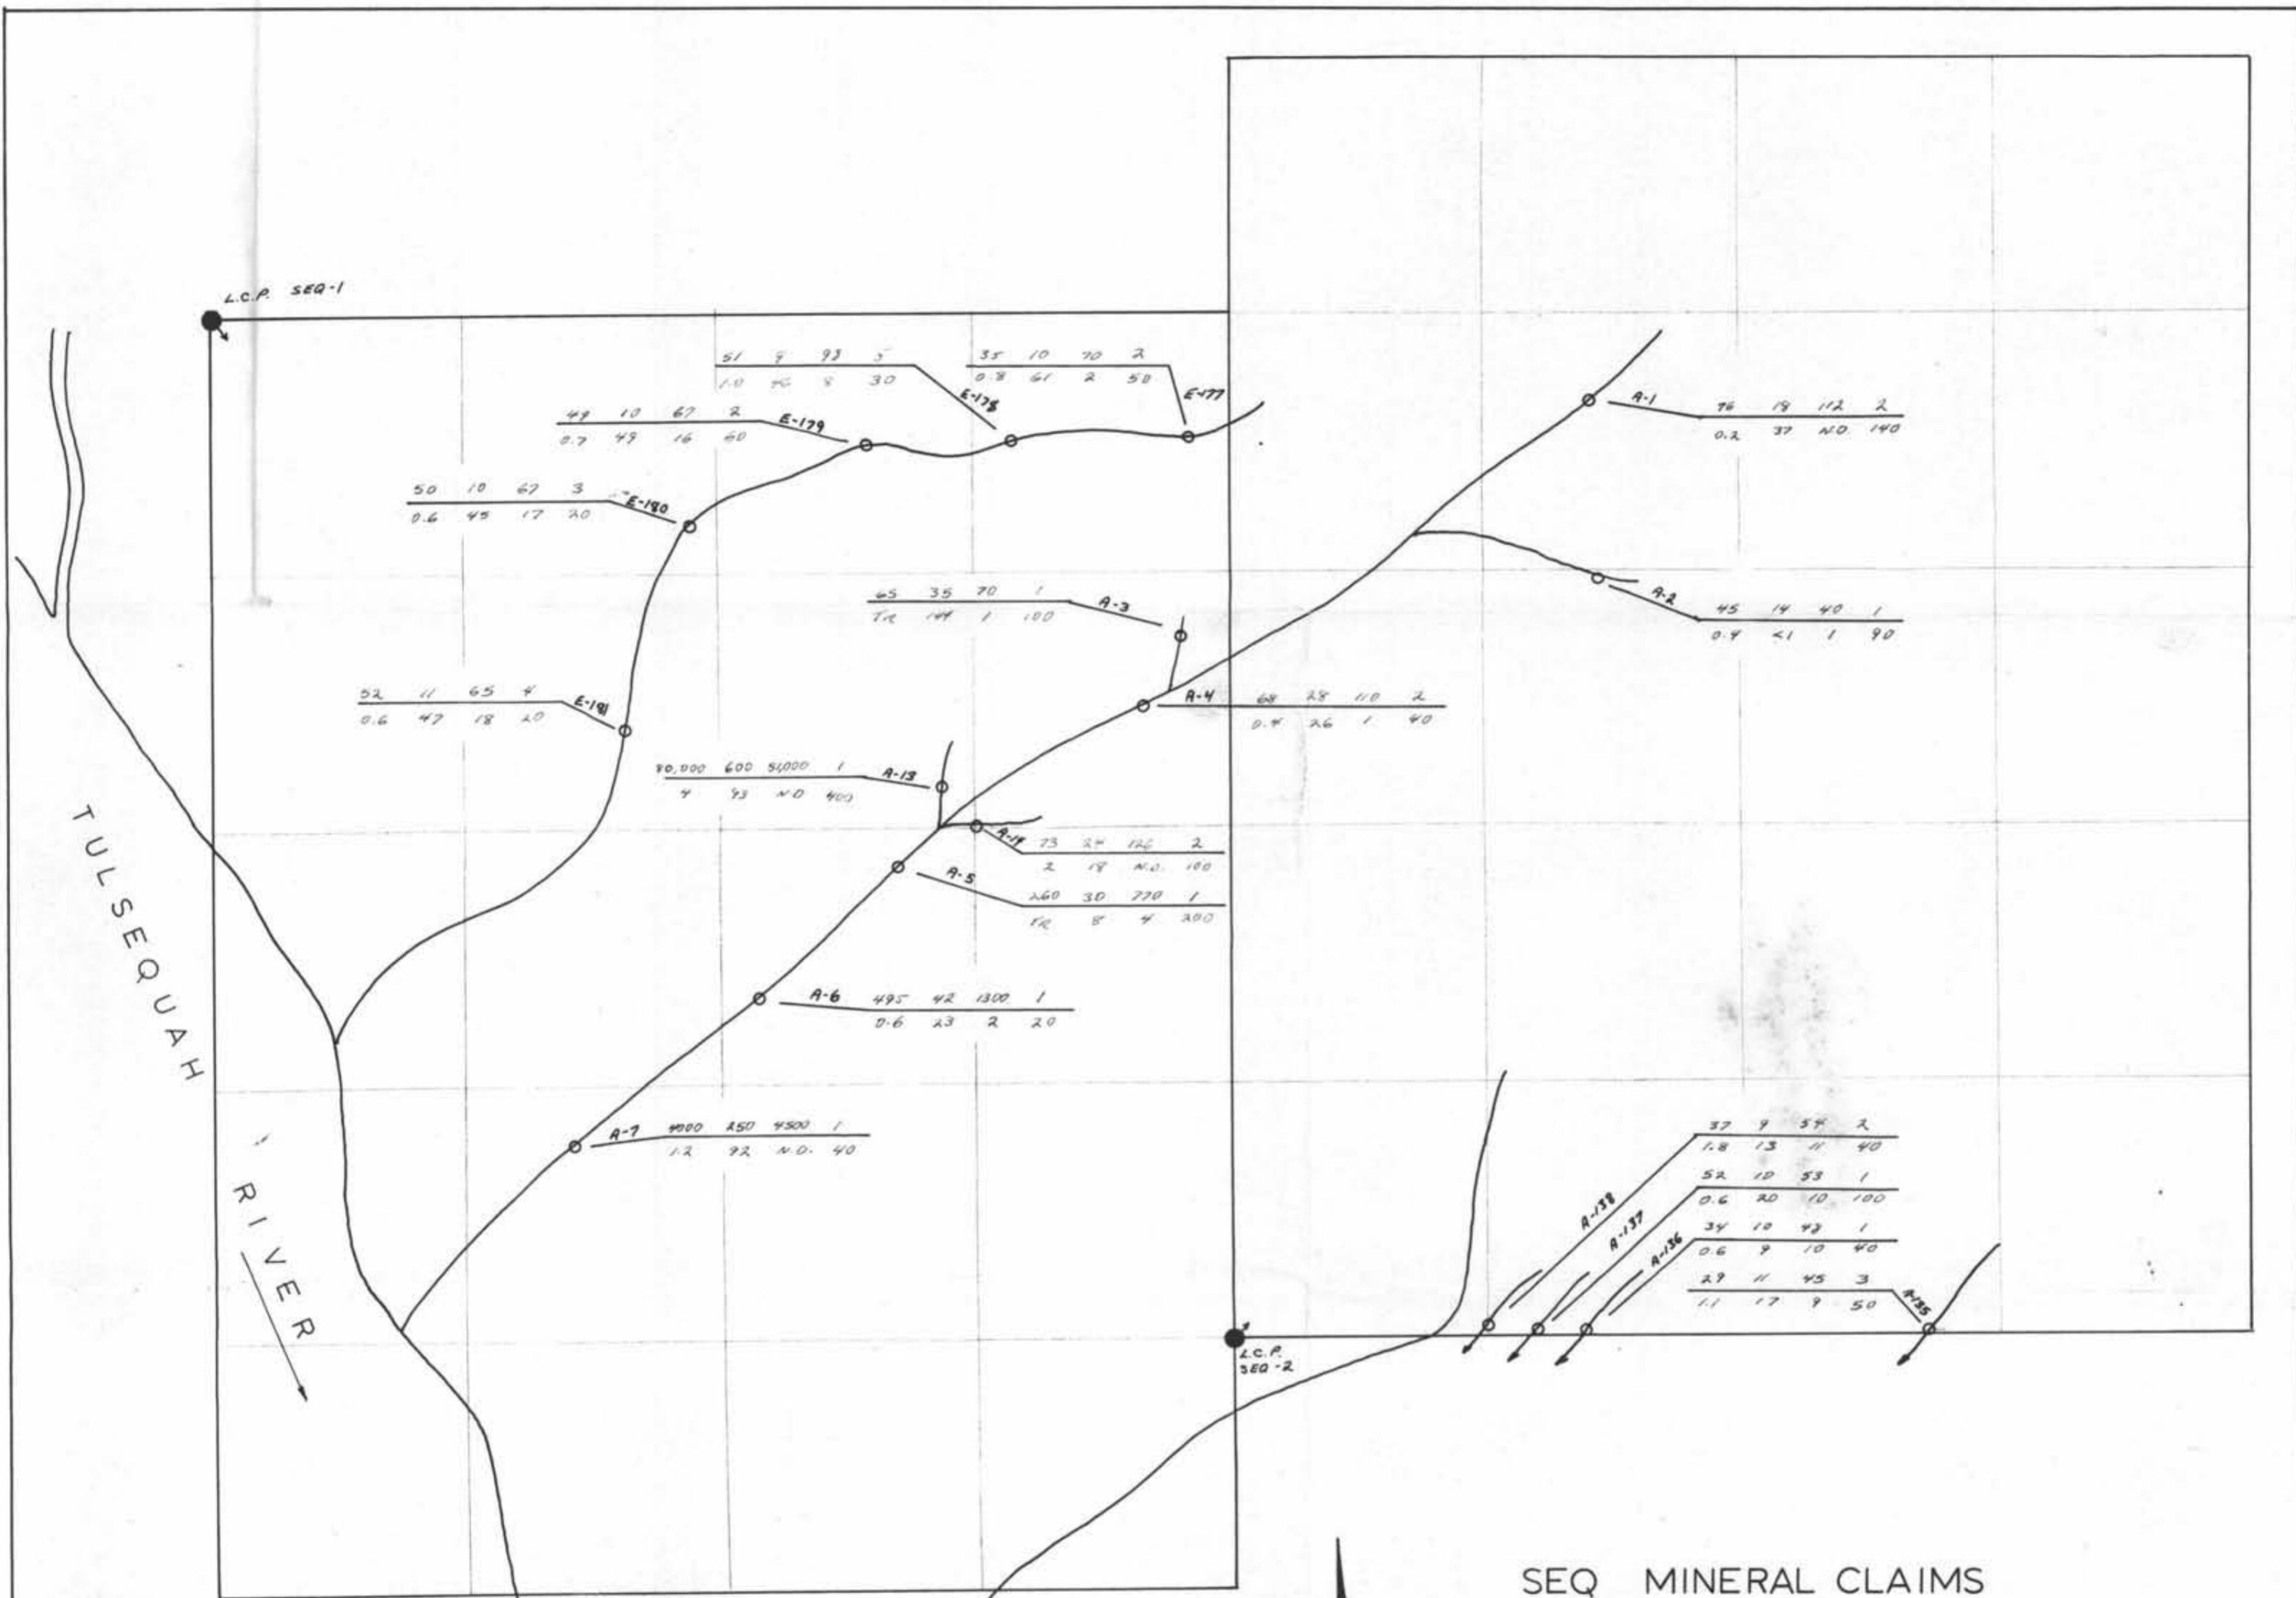 L.C.P. SEQ-1
51 9 93 5
1.0 46 8 30
E-178
35 10 70 2
0.8 61 2 50
E-177
49 10 67 2
0.7 49 16 60
E-179
A-1
76 18 112 2
0.2 37 N.D. 140
50 10 67 3
0.6 45 17 20
E-180
65 35 70 1
TR 144 1 100
A-3
A-2
45 14 40 1
0.4 <1 1 90
52 11 65 4
0.6 47 18 20
E-181
A-4
68 28 110 2
0.4 26 1 40
80,000 600 51,000 1
4 93 N.D 400
A-13
A-14
73 24 126 2
2 18 N.D. 100
A-5
260 30 770 1
TR 8 4 200
TULSEQUAH
RIVER
A-6
495 42 1300 1
0.6 23 2 20
A-7
4000 250 4500 1
1.2 92 N.D. 40
37 9 54 2
1.8 13 11 40
A-138
52 10 53 1
0.6 20 10 100
A-137
34 10 48 1
0.6 9 10 40
A-136
29 11 45 3
1.1 17 9 50
A-135
L.C.P.
SEQ-2
SEQ MINERAL CLAIMS